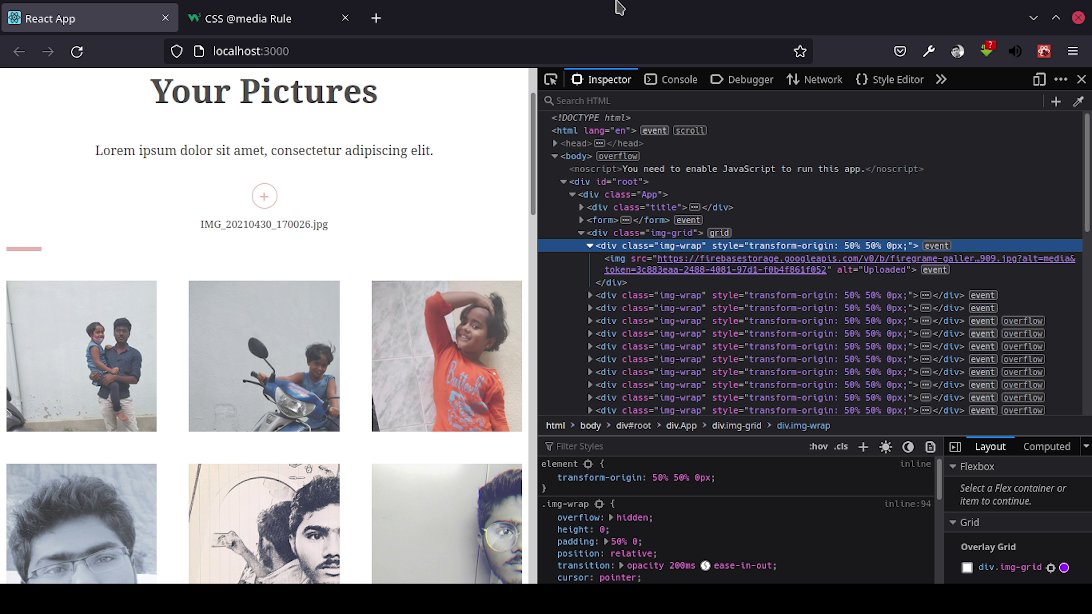 React App
CSS @media Rule
localhost:3000
?
Your Pictures
Lorem ipsum dolor sit amet, consectetur adipiscing elit.
IMG_20210430_170026.jpg
Inspector Console Debugger Network {} Style Editor
Search HTML
<!DOCTYPE html>
<html lang="en"> event scroll
<head> ⋯ </head>
<body> overflow
<noscript>You need to enable JavaScript to run this app.</noscript>
<div id="root">
<div class="App">
<div class="title"> ⋯ </div>
<form> ⋯ </form> event
<div class="img-grid"> grid
<div class="img-wrap" style="transform-origin: 50% 50% 0px;"> event
<img src="https://firebasestorage.googleapis.com/v0/b/firegrame-galler…909.jpg?alt=media&
token=3c883eaa-2488-4081-97d1-f0b4f861f052" alt="Uploaded"> event
</div>
<div class="img-wrap" style="transform-origin: 50% 50% 0px;"> ⋯ </div> event
<div class="img-wrap" style="transform-origin: 50% 50% 0px;"> ⋯ </div> event
<div class="img-wrap" style="transform-origin: 50% 50% 0px;"> ⋯ </div> event overflow
<div class="img-wrap" style="transform-origin: 50% 50% 0px;"> ⋯ </div> event overflow
<div class="img-wrap" style="transform-origin: 50% 50% 0px;"> ⋯ </div> event overflow
<div class="img-wrap" style="transform-origin: 50% 50% 0px;"> ⋯ </div> event overflow
<div class="img-wrap" style="transform-origin: 50% 50% 0px;"> ⋯ </div> event overflow
<div class="img-wrap" style="transform-origin: 50% 50% 0px;"> ⋯ </div> event overflow
<div class="img-wrap" style="transform-origin: 50% 50% 0px;"> ⋯ </div> event overflow
<div class="img-wrap" style="transform-origin: 50% 50% 0px;"> ⋯ </div> event overflow
html body div#root div.App div.img-grid div.img-wrap
Filter Styles :hov .cls
element { inline
transform-origin: 50% 50% 0px;
}
.img-wrap { inline:94
overflow: hidden;
height: 0;
padding: 50% 0;
position: relative;
transition: opacity 200ms ease-in-out;
cursor: pointer;
Layout Computed
Flexbox
Select a Flex container or
item to continue.
Grid
Overlay Grid
div.img-grid